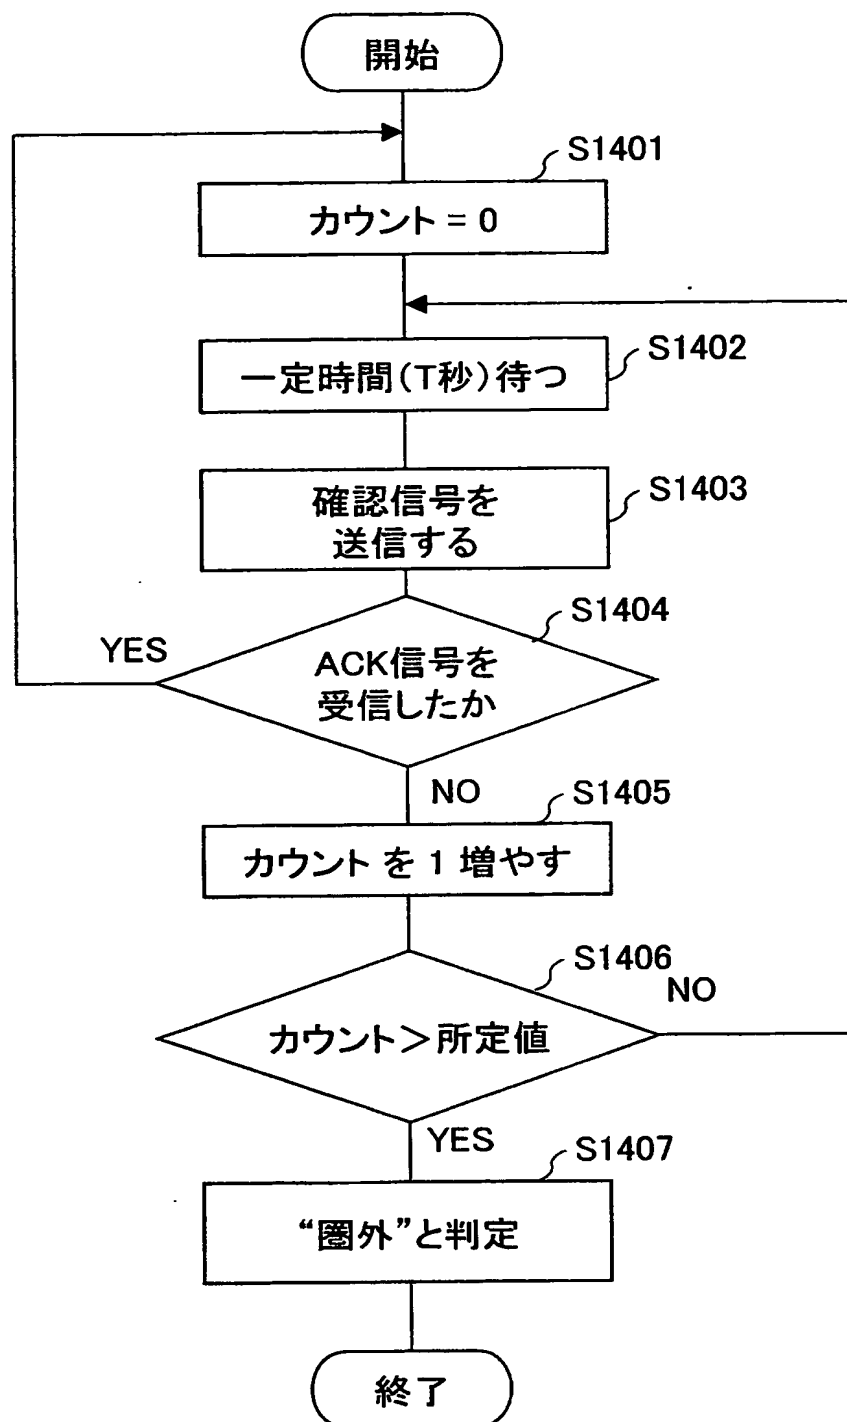 開始
S1401
カウント = 0
S1402
一定時間(T秒)待つ
S1403
確認信号を
送信する
S1404
YES
ACK信号を
受信したか
NO
S1405
カウント を 1 増やす
S1406
NO
カウント＞所定値
YES
S1407
“圏外”と判定
終了